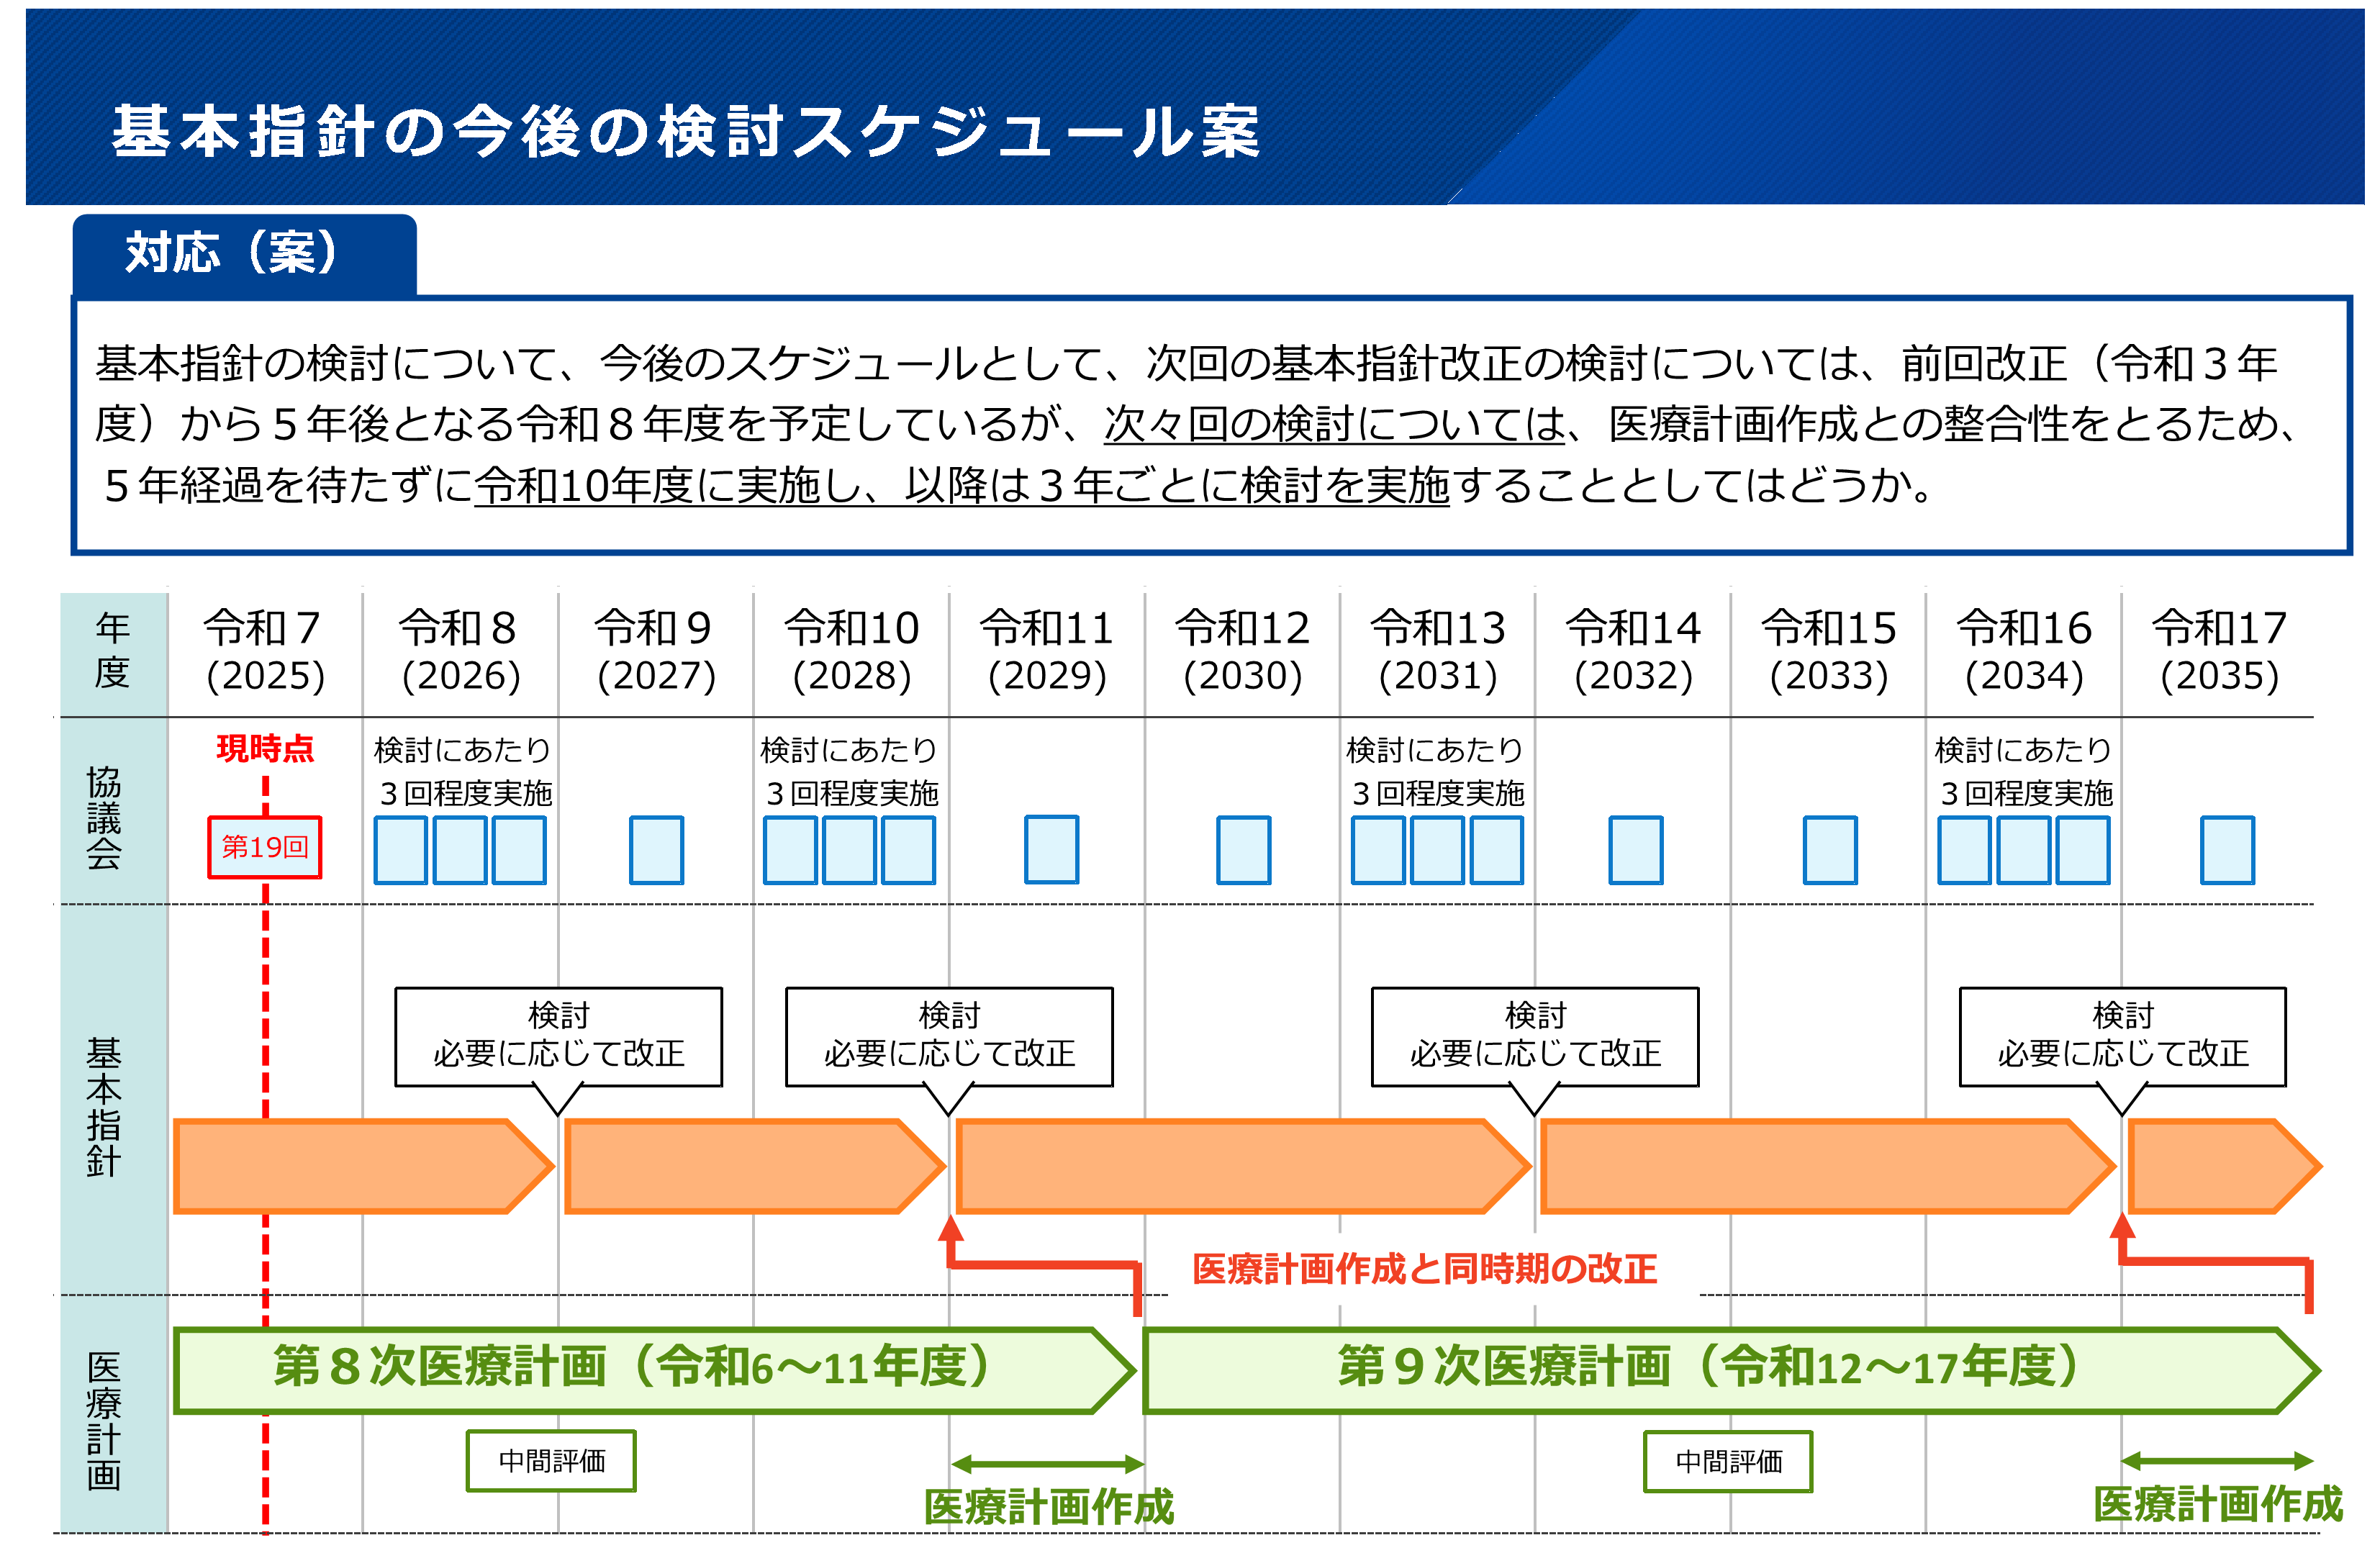 基本指針の今後の検討スケジュール案
対応（案）
基本指針の検討について、今後のスケジュールとして、次回の基本指針改正の検討については、前回改正（令和３年
度）から５年後となる令和８年度を予定しているが、次々回の検討については、医療計画作成との整合性をとるため、
５年経過を待たずに令和10年度に実施し、以降は３年ごとに検討を実施することとしてはどうか。
年度
令和７ 令和８ 令和９ 令和10 令和11 令和12 令和13 令和14 令和15 令和16 令和17
(2025) (2026) (2027) (2028) (2029) (2030) (2031) (2032) (2033) (2034) (2035)
協議会
現時点
第19回
検討にあたり
３回程度実施
検討にあたり
３回程度実施
検討にあたり
３回程度実施
検討にあたり
３回程度実施
基本指針
検討
必要に応じて改正
検討
必要に応じて改正
検討
必要に応じて改正
検討
必要に応じて改正
医療計画作成と同時期の改正
医療計画
第８次医療計画（令和6～11年度）
第９次医療計画（令和12～17年度）
中間評価
医療計画作成
中間評価
医療計画作成